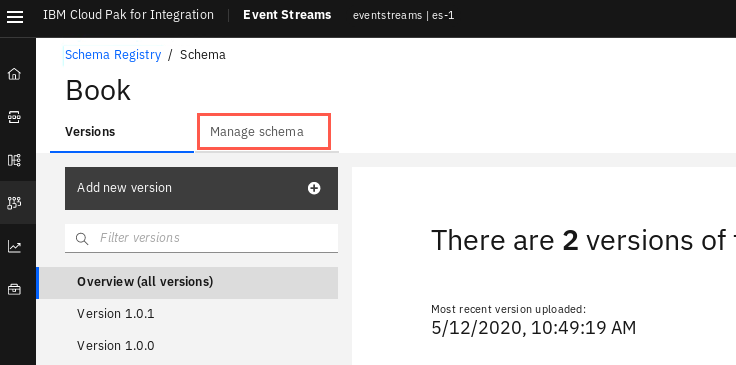 IBM Cloud Pak for Integration Event Streams eventstreams | es-1
Schema Registry / Schema
Book
Versions Manage schema
Add new version
Filter versions
Overview (all versions)
Version 1.0.1
Version 1.0.0
There are 2 versions of
Most recent version uploaded:
5/12/2020, 10:49:19 AM